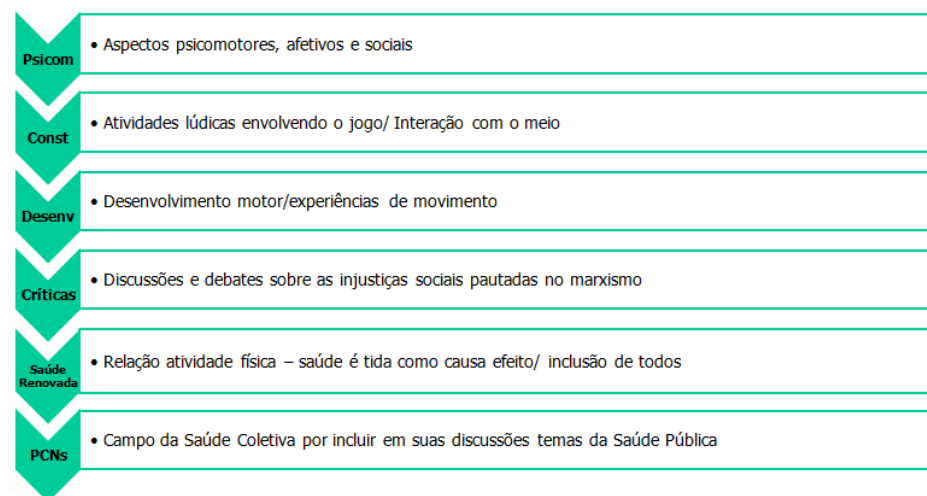 Psicom
• Aspectos psicomotores, afetivos e sociais
Const
• Atividades lúdicas envolvendo o jogo/ Interação com o meio
Desenv
• Desenvolvimento motor/experiências de movimento
Críticas
• Discussões e debates sobre as injustiças sociais pautadas no marxismo
Saúde
Renovada
• Relação atividade física – saúde é tida como causa efeito/ inclusão de todos
PCNs
• Campo da Saúde Coletiva por incluir em suas discussões temas da Saúde Pública